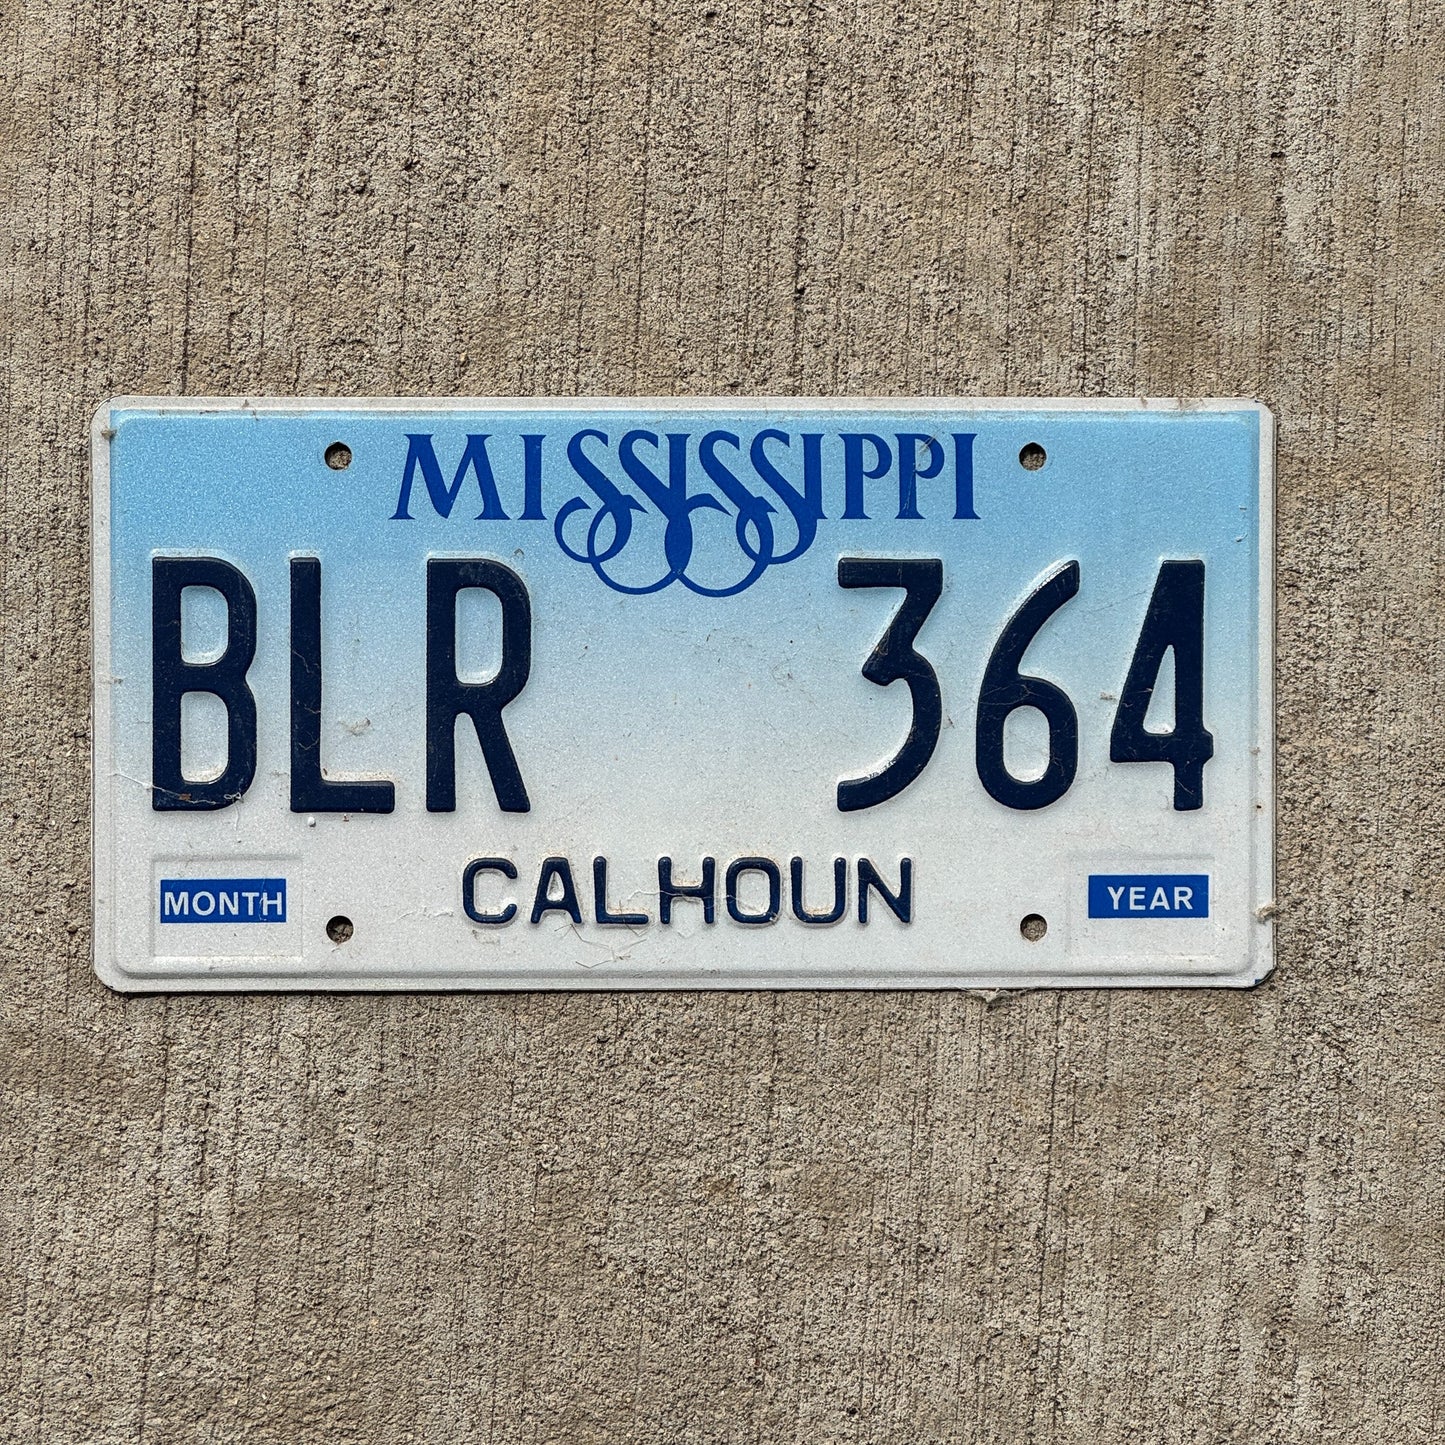 MISSISSIPPI
BLR 364
MONTH CALHOUN YEAR